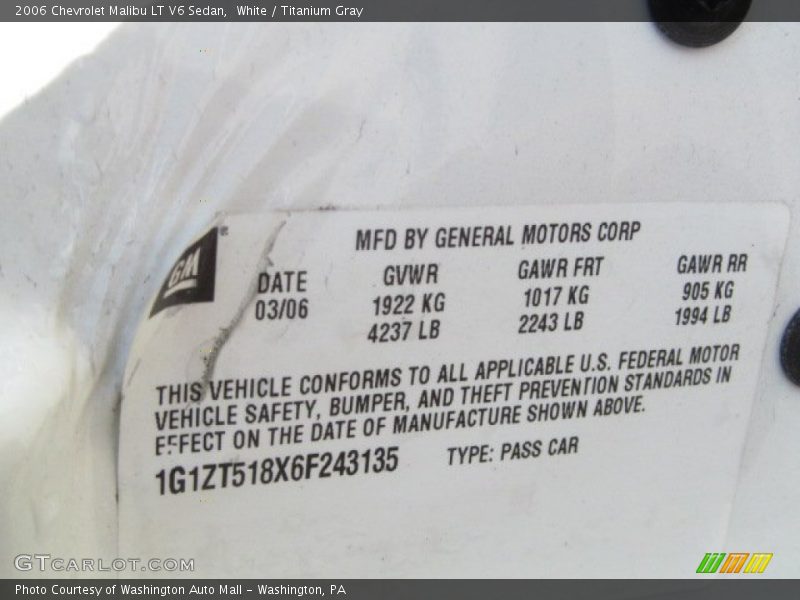 2006 Chevrolet Malibu LT V6 Sedan,  White / Titanium Gray
GM®
MFD BY GENERAL MOTORS CORP
DATE GVWR GAWR FRT GAWR RR
03/06 1922 KG 1017 KG 905 KG
4237 LB 2243 LB 1994 LB
THIS VEHICLE CONFORMS TO ALL APPLICABLE U.S. FEDERAL MOTOR
VEHICLE SAFETY, BUMPER, AND THEFT PREVENTION STANDARDS IN
EFFECT ON THE DATE OF MANUFACTURE SHOWN ABOVE.
1G1ZT518X6F243135 TYPE: PASS CAR
GTCARLOT.COM
Photo Courtesy of Washington Auto Mall - Washington, PA